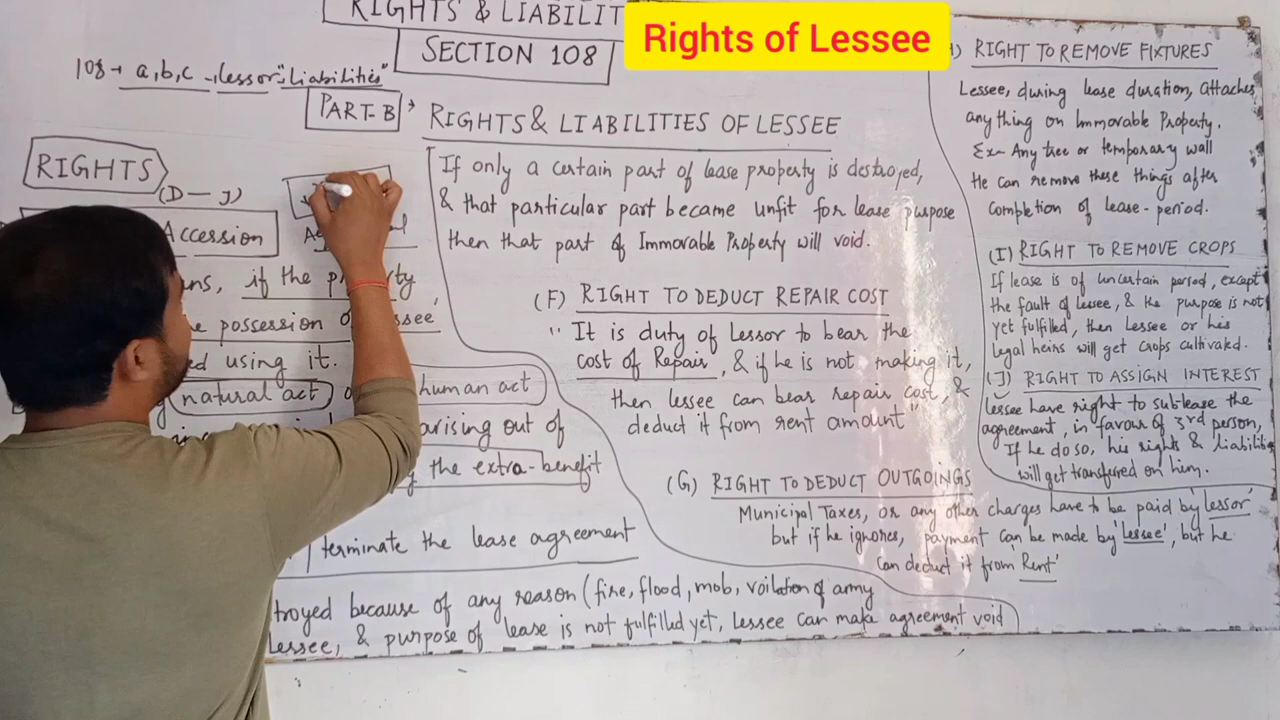 RIGHTS & LIABILIT
Rights of Lessee
SECTION 108
108 → a, b, c → lessor "Liabilities"
PART-B
RIGHTS & LIABILITIES OF LESSEE
RIGHTS
(D — J)
Accession
if the
possession of lessee
using it.
natural act
human act
arising out of
the extra-benefit
terminate the lease agreement
troyed because of any reason (fire, flood, mob, voilation of army
Lessee, & purpose of lease is not fulfilled yet, Lessee can make agreement void
If only a certain part of lease property is destroyed,
& that particular part became unfit for lease purpose
then that part of Immorable Property will void.
(F) RIGHT TO DEDUCT REPAIR COST
"It is duty of Lessor to bear the
cost of Repair, & if he is not making it,
then lessee can bear repair cost, &
deduct it from rent amount"
(G) RIGHT TO DEDUCT OUTGOINGS
Municipal Taxes, or any other charges have to be paid by 'lessor'
but if he ignores, payment can be made by 'lessee', but he
can deduct it from 'Rent'
) RIGHT TO REMOVE FIXTURES
Lessee, during lease duration, attaches
any thing on Immorable Property.
Ex- Any tree or temporary wall
He can remove these things after
completion of lease-period.
(I) RIGHT TO REMOVE CROPS
If lease is of uncertain period, except
the fault of lessee, & the purpose is not
yet fulfilled, then Lessee or his
legal heirs will get crops cultivated.
(J) RIGHT TO ASSIGN INTEREST
Lessee have right to sub-lease the
agreement, in favour of 3rd person,
If he do so, his rights & liabilitie
will get transferred on him.